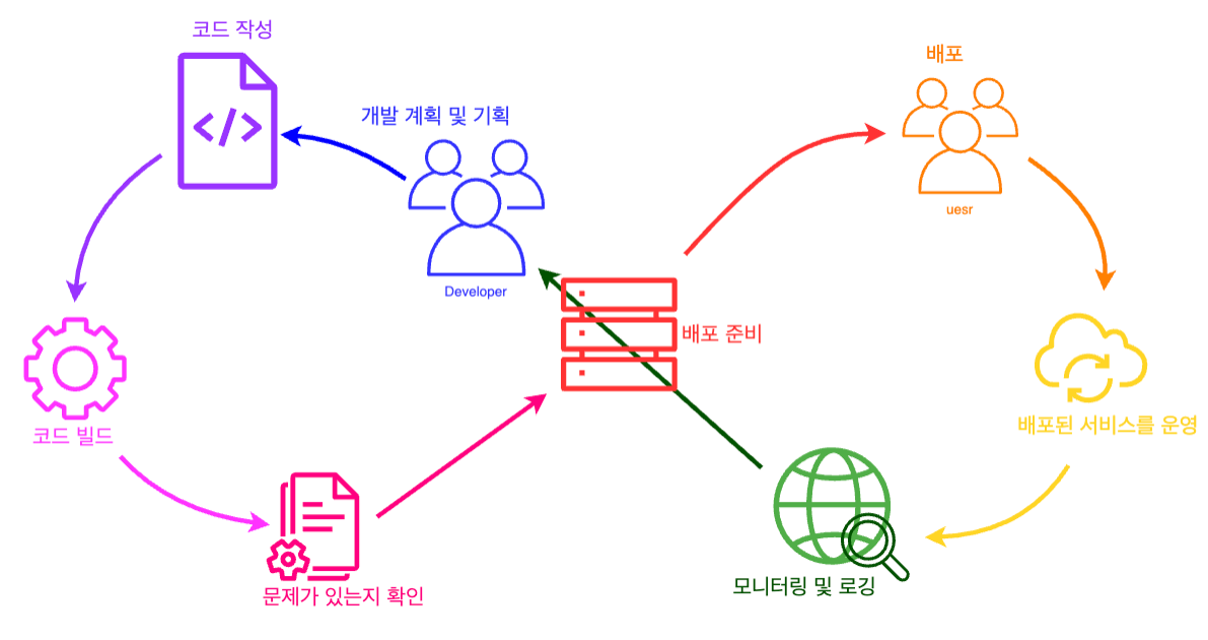 코드 작성
개발 계획 및 기획
Developer
코드 빌드
문제가 있는지 확인
배포 준비
배포
uesr
배포된 서비스를 운영
모니터링 및 로깅